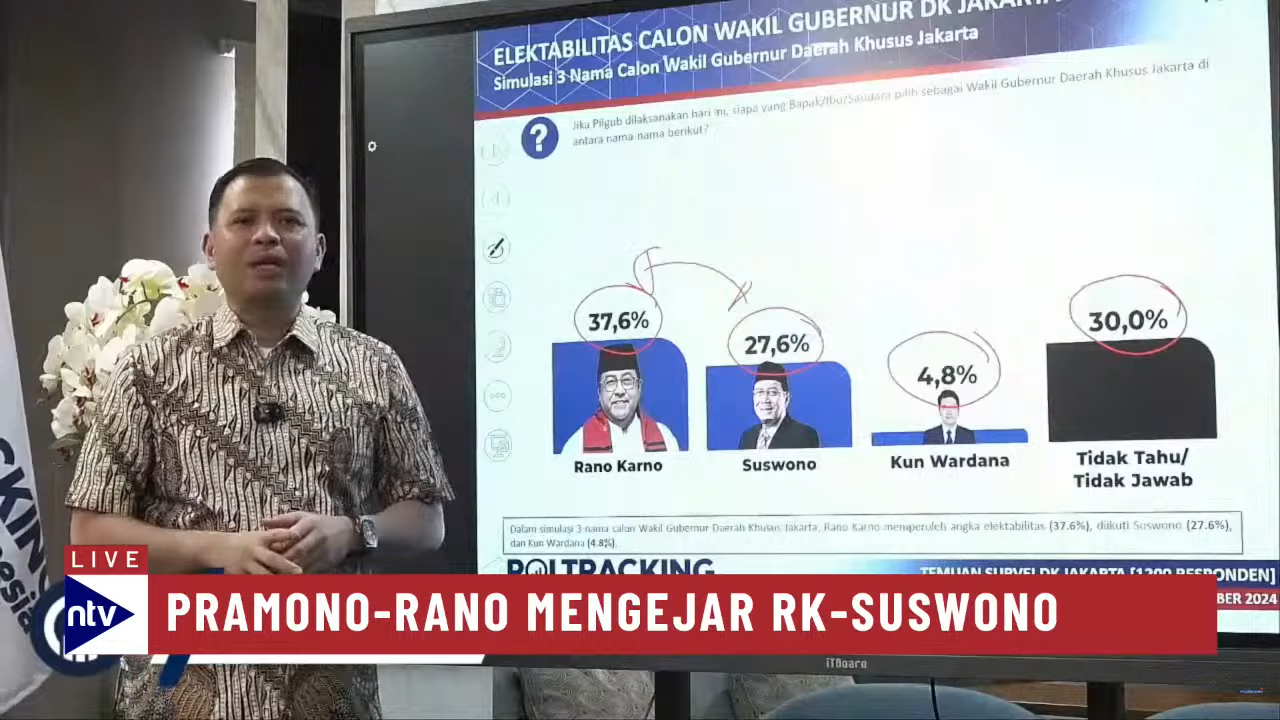 ELEKTABILITAS CALON WAKIL GUBERNUR DK JAKARTA
Simulasi 3 Nama Calon Wakil Gubernur Daerah Khusus Jakarta
?
Jika Pilgub dilaksanakan hari ini, siapa yang Bapak/Ibu/Saudara pilih sebagai Wakil Gubernur Daerah Khusus Jakarta di
antara nama-nama berikut?
37,6%
27,6%
4,8%
30,0%
Rano Karno
Suswono
Kun Wardana
Tidak Tahu/
Tidak Jawab
Dalam simulasi 3 nama calon Wakil Gubernur Daerah Khusus Jakarta, Rano Karno memperoleh angka elektabilitas (37.6%), diikuti Suswono (27.6%),
dan Kun Wardana (4.8%).
POLTRACKING
TEMUAN SURVEI DK JAKARTA [1200 RESPONDEN]
BER 2024
CKING
nesia
LIVE
ntv
PRAMONO-RANO MENGEJAR RK-SUSWONO
iTBoard